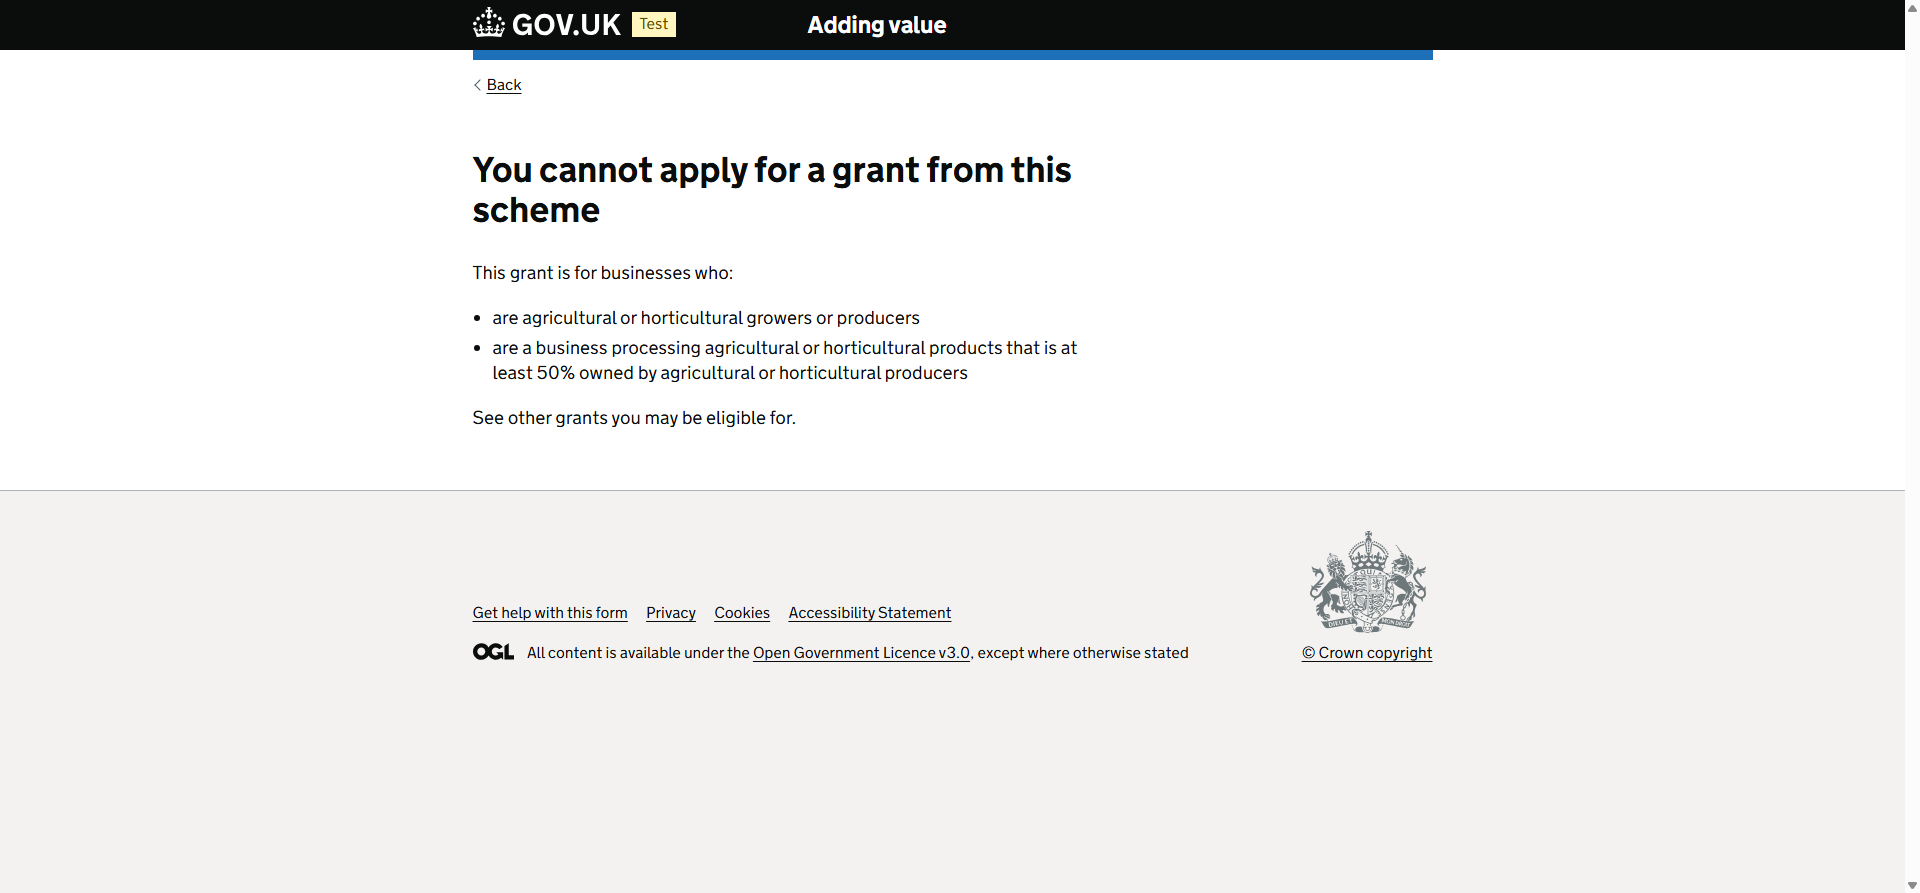 GOV.UK Test Adding value
Back
You cannot apply for a grant from this
scheme
This grant is for businesses who:
are agricultural or horticultural growers or producers
are a business processing agricultural or horticultural products that is at
least 50% owned by agricultural or horticultural producers
See other grants you may be eligible for.
Get help with this form Privacy Cookies Accessibility Statement
OGL All content is available under the Open Government Licence v3.0, except where otherwise stated
© Crown copyright